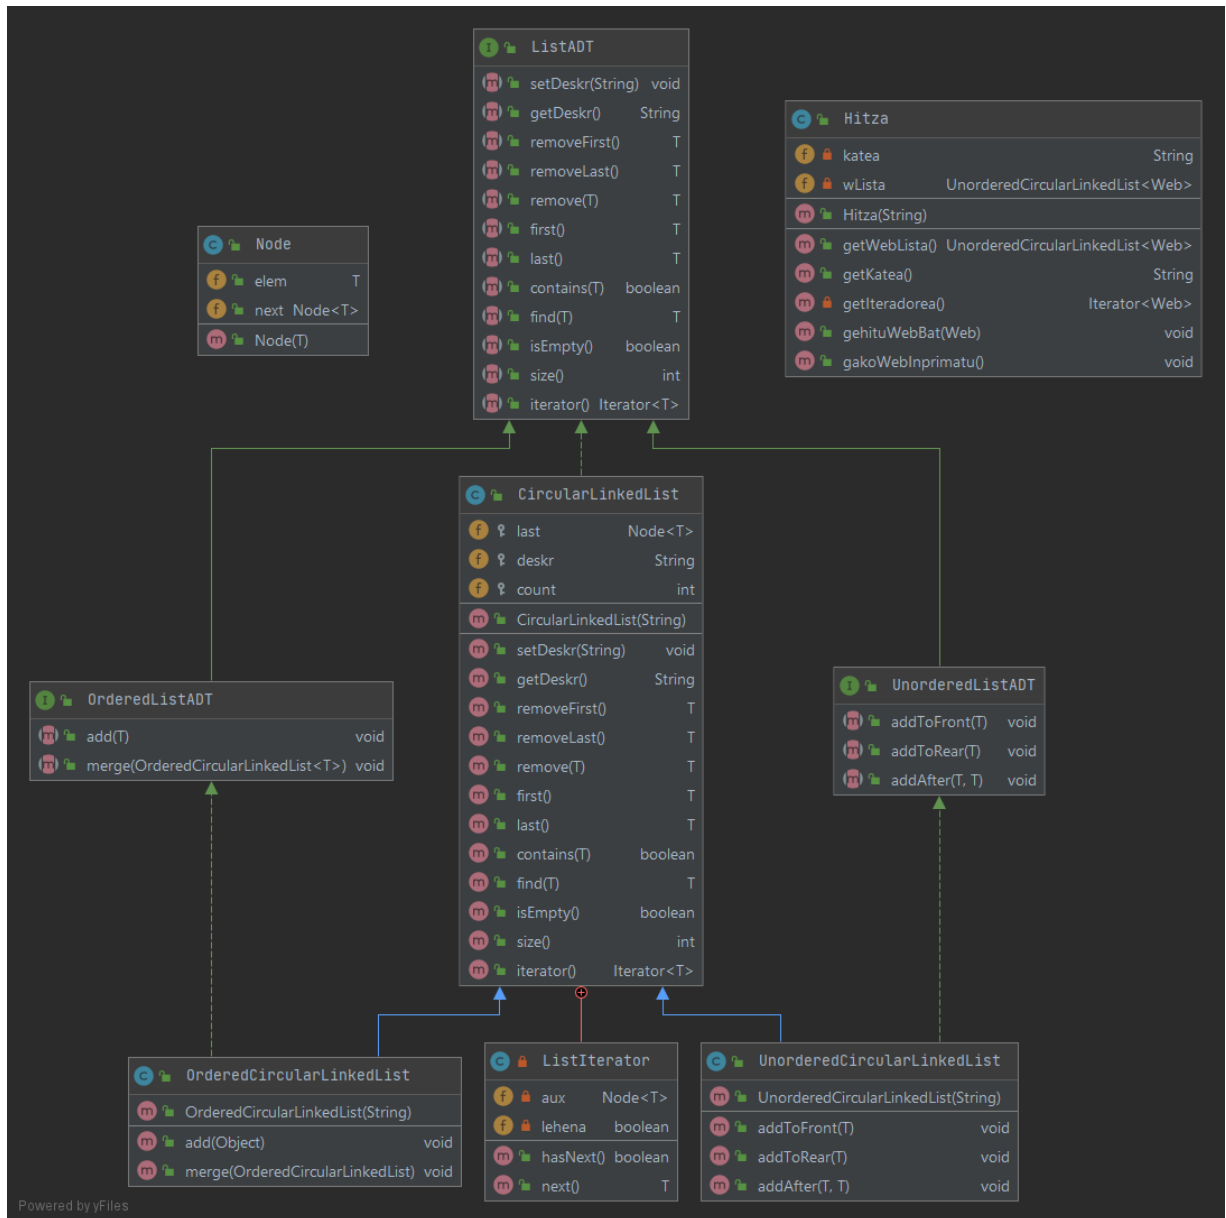 ListADT
setDeskr(String) void
getDeskr() String
removeFirst() T
removeLast() T
remove(T) T
first() T
last() T
contains(T) boolean
find(T) T
isEmpty() boolean
size() int
iterator() Iterator<T>
Hitza
katea String
wLista UnorderedCircularLinkedList<Web>
Hitza(String)
getWebLista() UnorderedCircularLinkedList<Web>
getKatea() String
getIteradorea() Iterator<Web>
gehituWebBat(Web) void
gakoWebInprimatu() void
Node
elem T
next Node<T>
Node(T)
CircularLinkedList
last Node<T>
deskr String
count int
CircularLinkedList(String)
setDeskr(String) void
getDeskr() String
removeFirst() T
removeLast() T
remove(T) T
first() T
last() T
contains(T) boolean
find(T) T
isEmpty() boolean
size() int
iterator() Iterator<T>
OrderedListADT
add(T) void
merge(OrderedCircularLinkedList<T>) void
UnorderedListADT
addToFront(T) void
addToRear(T) void
addAfter(T, T) void
OrderedCircularLinkedList
OrderedCircularLinkedList(String)
add(Object) void
merge(OrderedCircularLinkedList) void
ListIterator
aux Node<T>
lehena boolean
hasNext() boolean
next() T
UnorderedCircularLinkedList
UnorderedCircularLinkedList(String)
addToFront(T) void
addToRear(T) void
addAfter(T, T) void
Powered by yFiles